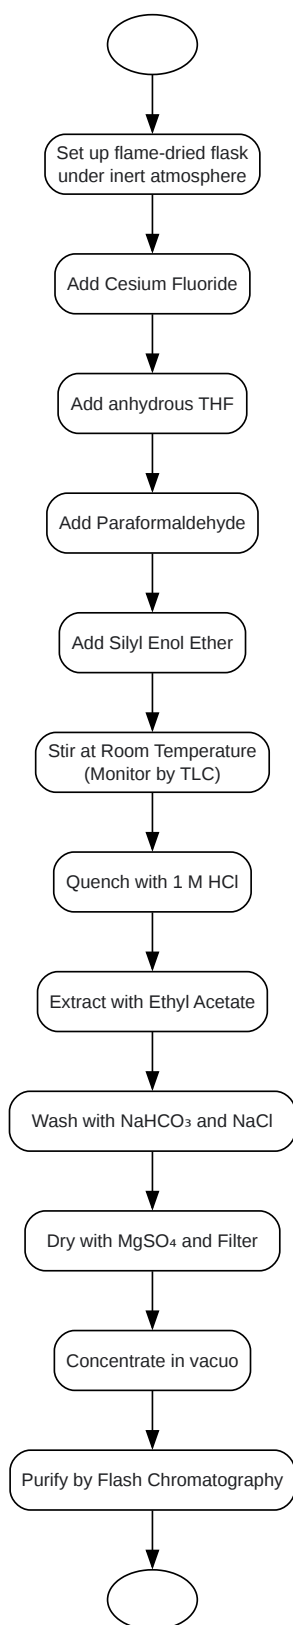 Set up flame-dried flask
under inert atmosphere
Add Cesium Fluoride
Add anhydrous THF
Add Paraformaldehyde
Add Silyl Enol Ether
Stir at Room Temperature
(Monitor by TLC)
Quench with 1 M HCl
Extract with Ethyl Acetate
Wash with NaHCO₃ and NaCl
Dry with MgSO₄ and Filter
Concentrate in vacuo
Purify by Flash Chromatography